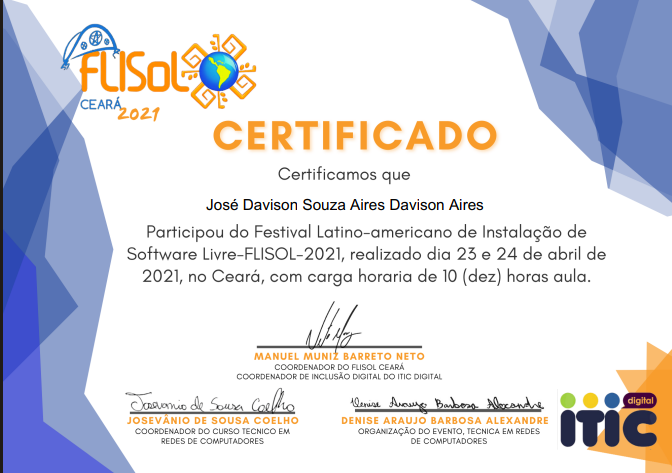 FLISoL
CEARÁ
2021
CERTIFICADO
Certificamos que
José Davison Souza Aires Davison Aires
Participou do Festival Latino-americano de Instalação de
Software Livre-FLISOL-2021, realizado dia 23 e 24 de abril de
2021, no Ceará, com carga horaria de 10 (dez) horas aula.
MANUEL MUNIZ BARRETO NETO
COORDENADOR DO FLISOL CEARÁ
COORDENADOR DE INCLUSÃO DIGITAL DO ITIC DIGITAL
Josevanio de Sousa Coelho
JOSEVÂNIO DE SOUSA COELHO
COORDENADOR DO CURSO TECNICO EM
REDES DE COMPUTADORES
Denise Araujo Barbosa Alexandre
DENISE ARAUJO BARBOSA ALEXANDRE
ORGANIZAÇÃO DO EVENTO, TECNICA EM REDES
DE COMPUTADORES
digital
iTiC